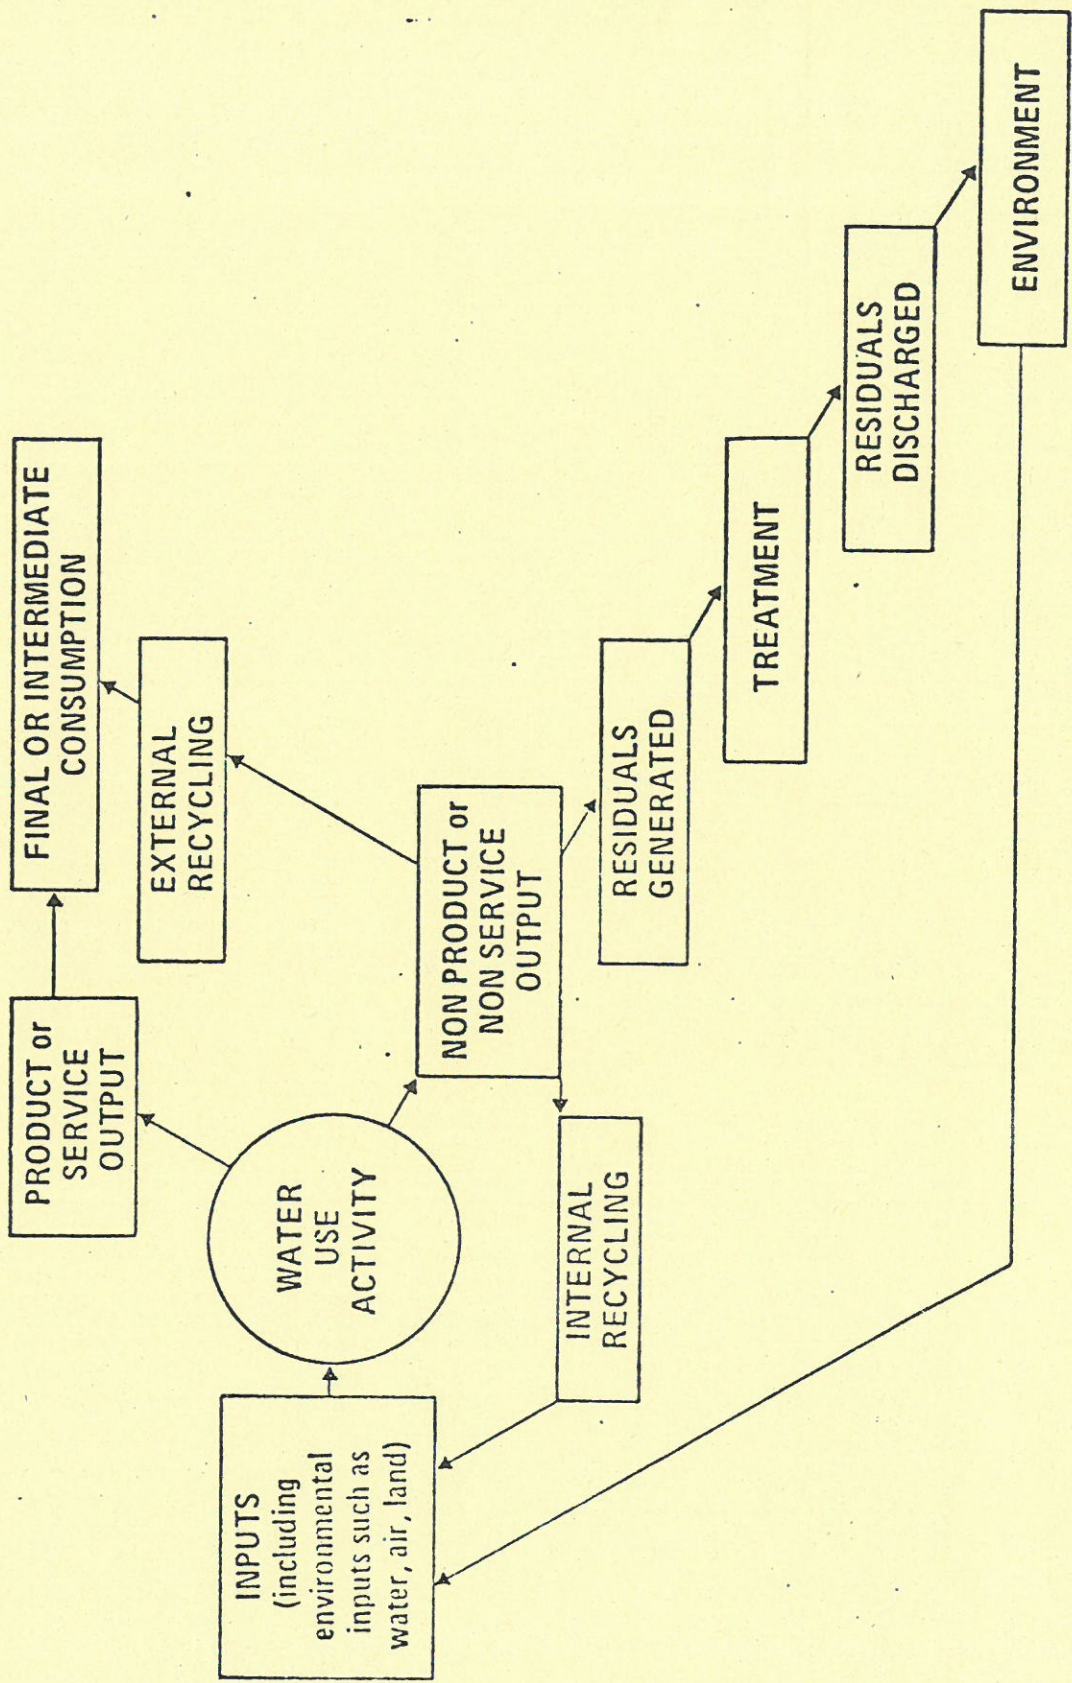 INPUTS
(including
environmental
inputs such as
water, air, land)
WATER
USE
ACTIVITY
PRODUCT or
SERVICE
OUTPUT
FINAL OR INTERMEDIATE
CONSUMPTION
EXTERNAL
RECYCLING
NON PRODUCT or
NON SERVICE
OUTPUT
INTERNAL
RECYCLING
RESIDUALS
GENERATED
TREATMENT
RESIDUALS
DISCHARGED
ENVIRONMENT